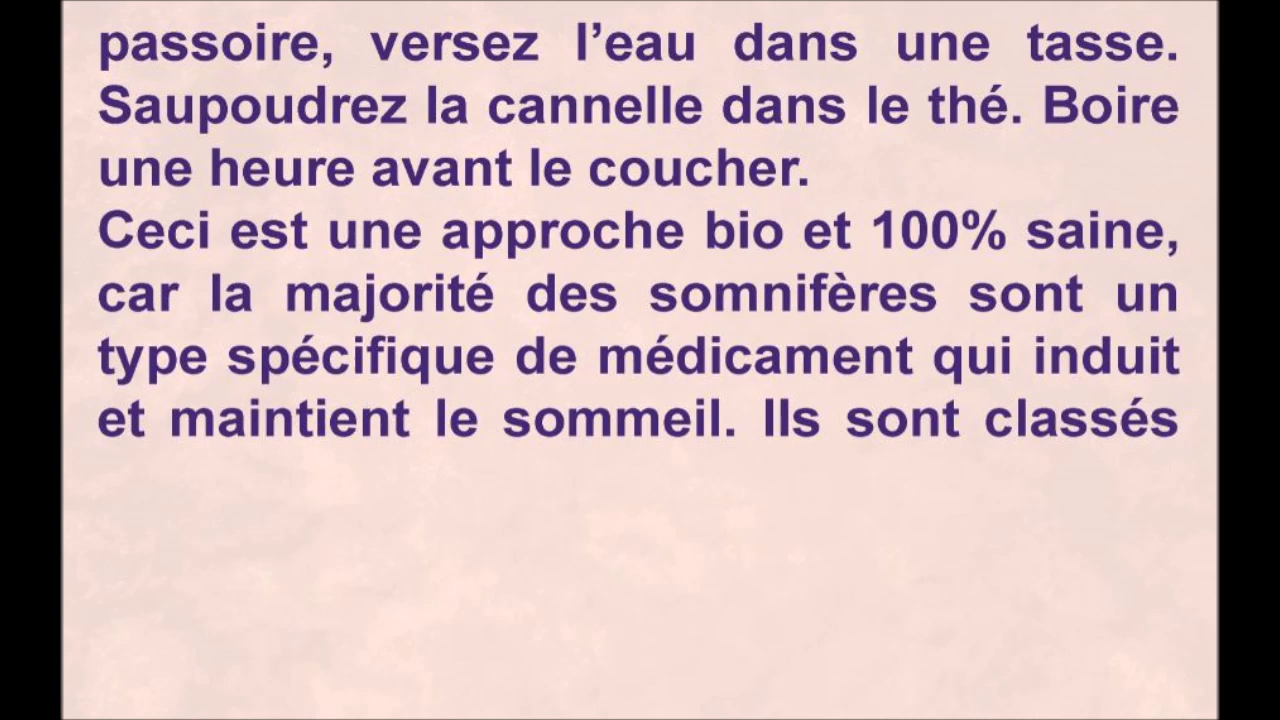 passoire, versez l’eau dans une tasse.
Saupoudrez la cannelle dans le thé. Boire
une heure avant le coucher.
Ceci est une approche bio et 100% saine,
car la majorité des somnifères sont un
type spécifique de médicament qui induit
et maintient le sommeil. Ils sont classés